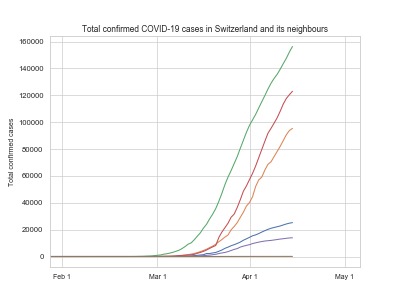 Total confirmed COVID-19 cases in Switzerland and its neighbours
160000
140000
120000
100000
80000
60000
40000
20000
0
Total confirmed cases
Feb 1
Mar 1
Apr 1
May 1